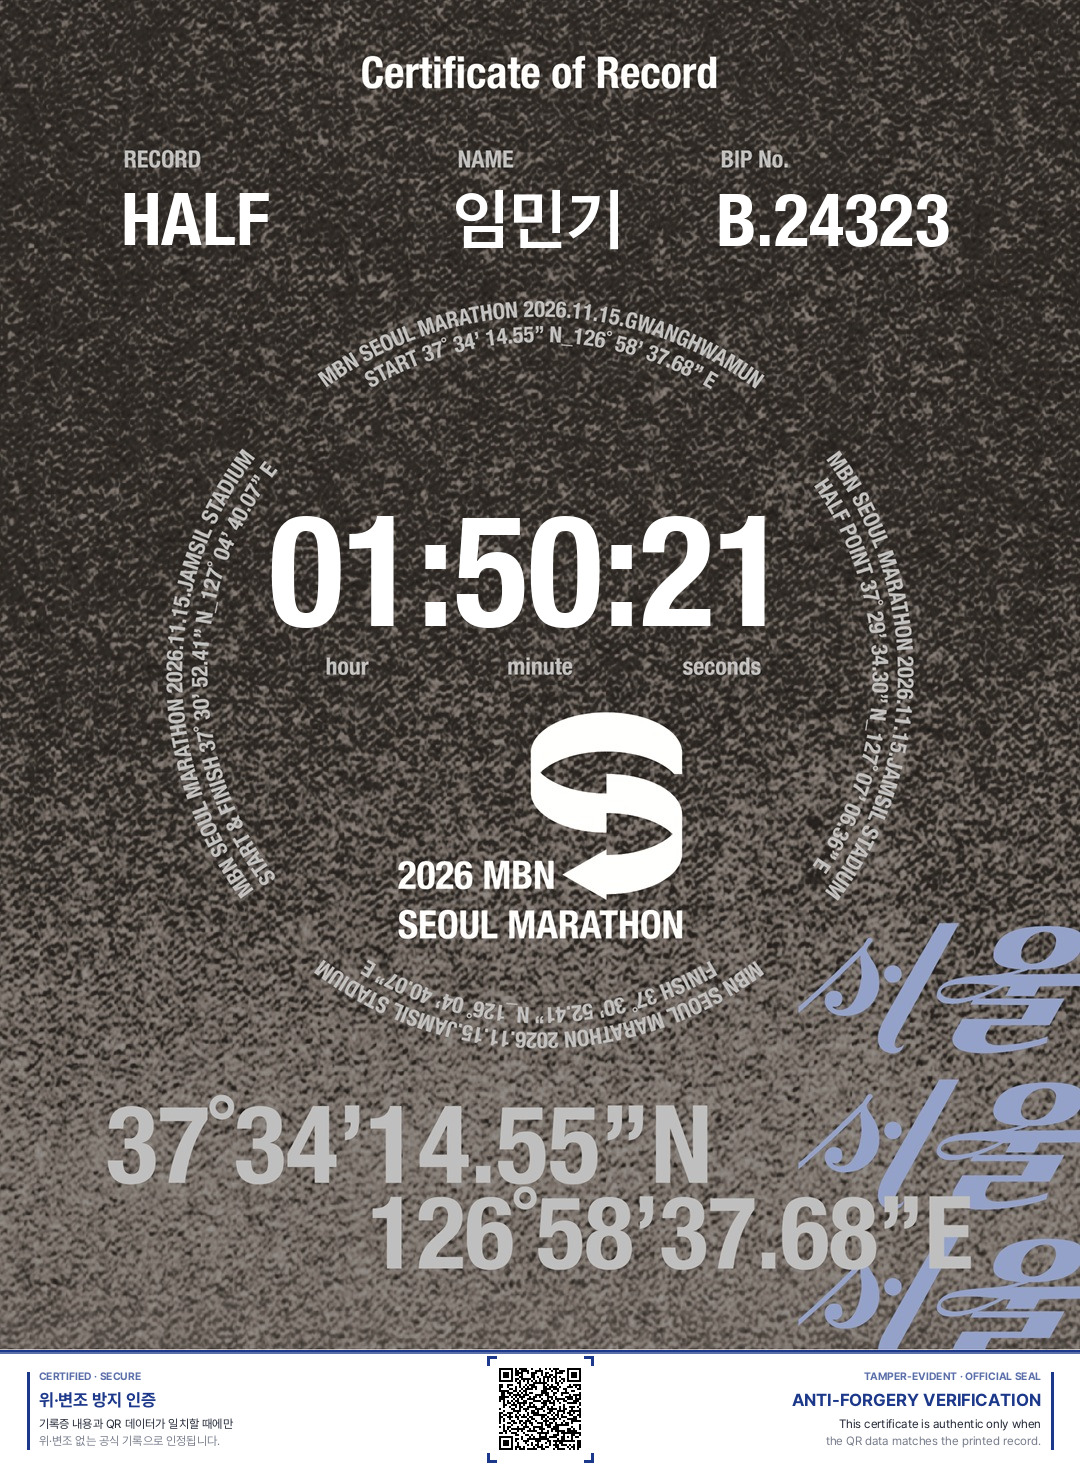 Certificate of Record
RECORD
HALF
NAME
임민기
BIP No.
B.24323
MBN SEOUL MARATHON 2026.11.15.GWANGHWAMUN
START 37° 34’ 14.55” N_126° 58’ 37.68” E
MBN SEOUL MARATHON 2026.11.15.JAMSIL STADIUM
START & FINISH 37° 30’ 52.41” N_127° 04’ 40.07” E
MBN SEOUL MARATHON 2026.11.15.JAMSIL STADIUM
HALF POINT 37° 29’ 34.30” N_127° 07’ 06.36” E
01:50:21
hour minute seconds
S
2026 MBN
SEOUL MARATHON
FINISH 37° 30’ 52.41” N_126° 04’ 40.07” E
MBN SEOUL MARATHON 2026.11.15.JAMSIL STADIUM
서울
서울
서울
37°34’14.55”N
126°58’37.68”E
CERTIFIED · SECURE
위·변조 방지 인증
기록증 내용과 QR 데이터가 일치할 때에만
위·변조 없는 공식 기록으로 인정됩니다.
TAMPER-EVIDENT · OFFICIAL SEAL
ANTI-FORGERY VERIFICATION
This certificate is authentic only when
the QR data matches the printed record.